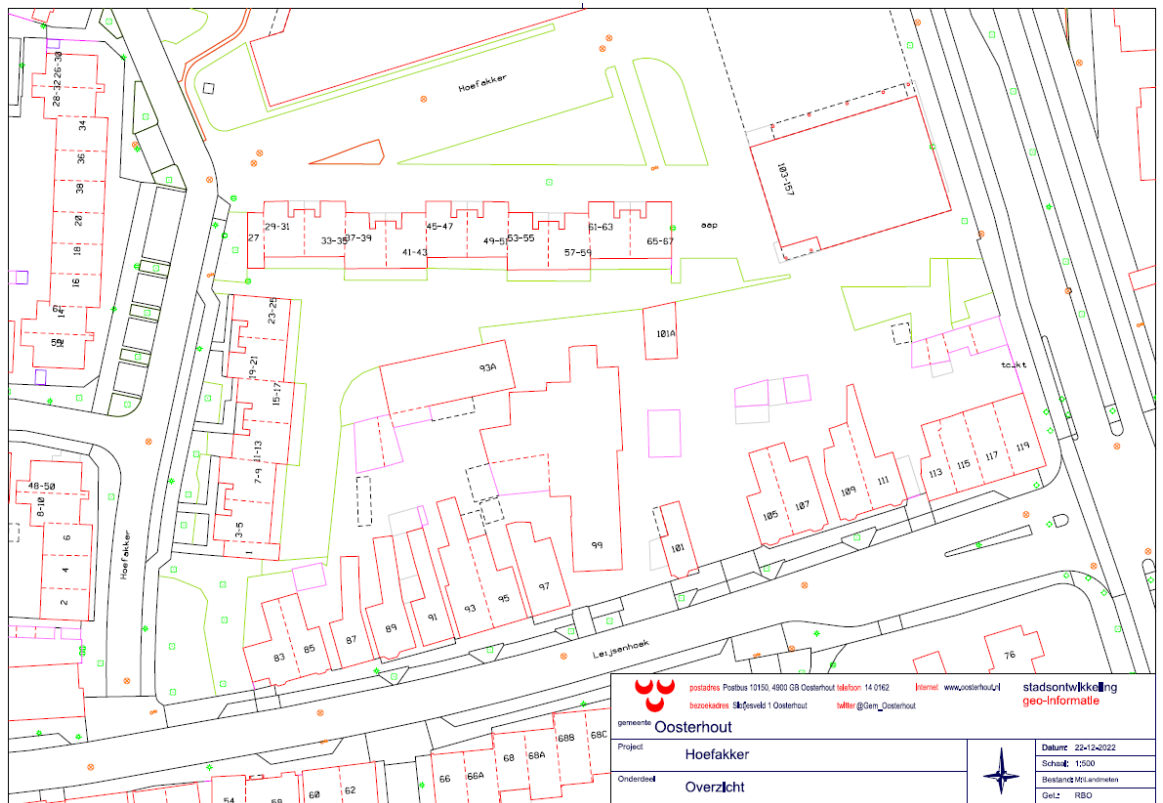 Hoefakker
28-32 26-30
34
36
38
20
18
16
14
103-157
27
29-31
33-35
37-39
41-43
45-47
49-51
53-55
57-59
61-63
65-67
aap
23-25
19-21
15-17
11-13
7-9
3-5
1
101A
93A
48-50
8-10
6
4
2
Hoefakker
83
85
87
89
91
93
95
97
99
101
105
107
109
111
113
115
117
119
Leijsenhoek
76
54
60
62
66
66A
68
68A
68B
68C
postadres Postbus 10150, 4900 GB Oosterhout telefoon 14 0162 internet www.oosterhout.nl
bezoekadres Slotjesveld 1 Oosterhout twitter @Gem_Oosterhout
stadsontwikkeling
geo-informatie
gemeente Oosterhout
Project Hoefakker
Onderdeel Overzicht
Datum: 22-12-2022
Schaal: 1:500
Bestand: M:\Landmeten
Get.: RBO